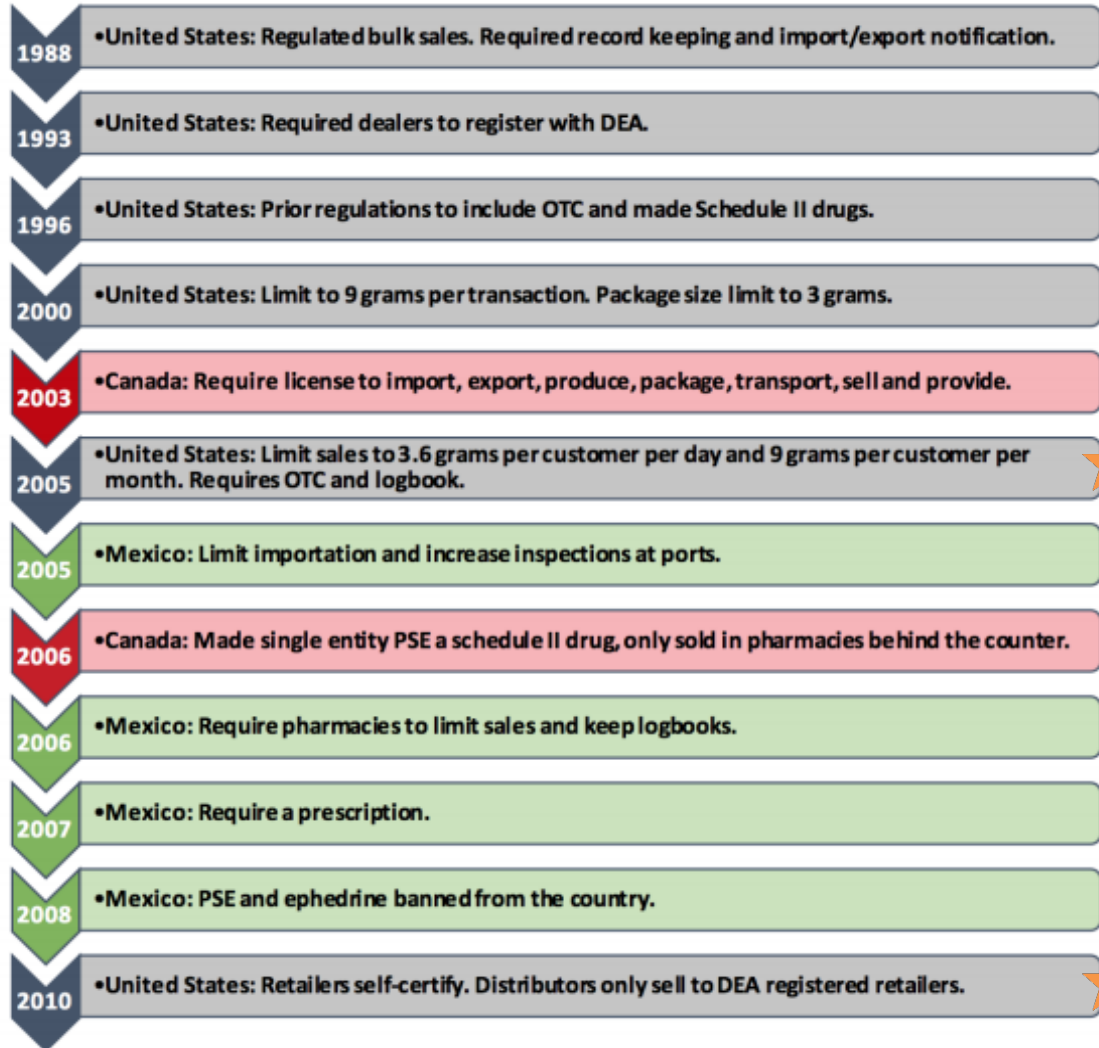 1988
•United States: Regulated bulk sales. Required record keeping and import/export notification.
1993
•United States: Required dealers to register with DEA.
1996
•United States: Prior regulations to include OTC and made Schedule II drugs.
2000
•United States: Limit to 9 grams per transaction. Package size limit to 3 grams.
2003
•Canada: Require license to import, export, produce, package, transport, sell and provide.
2005
•United States: Limit sales to 3.6 grams per customer per day and 9 grams per customer per
month. Requires OTC and logbook.
2005
•Mexico: Limit importation and increase inspections at ports.
2006
•Canada: Made single entity PSE a schedule II drug, only sold in pharmacies behind the counter.
2006
•Mexico: Require pharmacies to limit sales and keep logbooks.
2007
•Mexico: Require a prescription.
2008
•Mexico: PSE and ephedrine banned from the country.
2010
•United States: Retailers self-certify. Distributors only sell to DEA registered retailers.